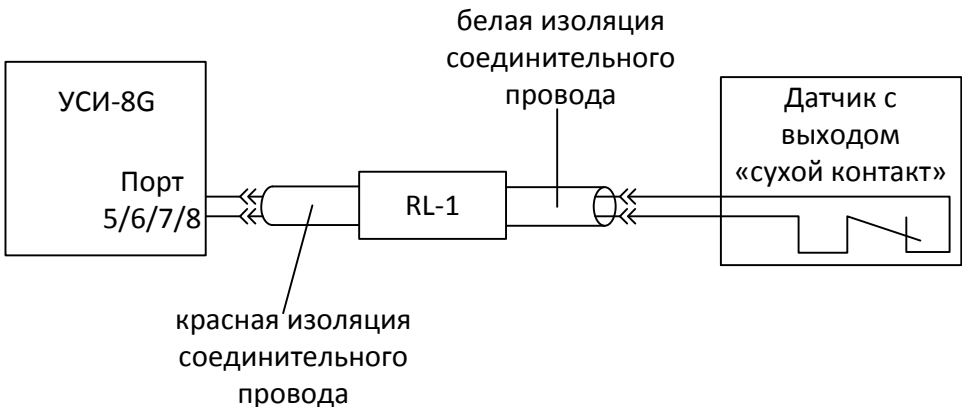 белая изоляция
соединительного
провода
УСИ-8G
Порт
5/6/7/8
RL-1
Датчик с
выходом
«сухой контакт»
красная изоляция
соединительного
провода